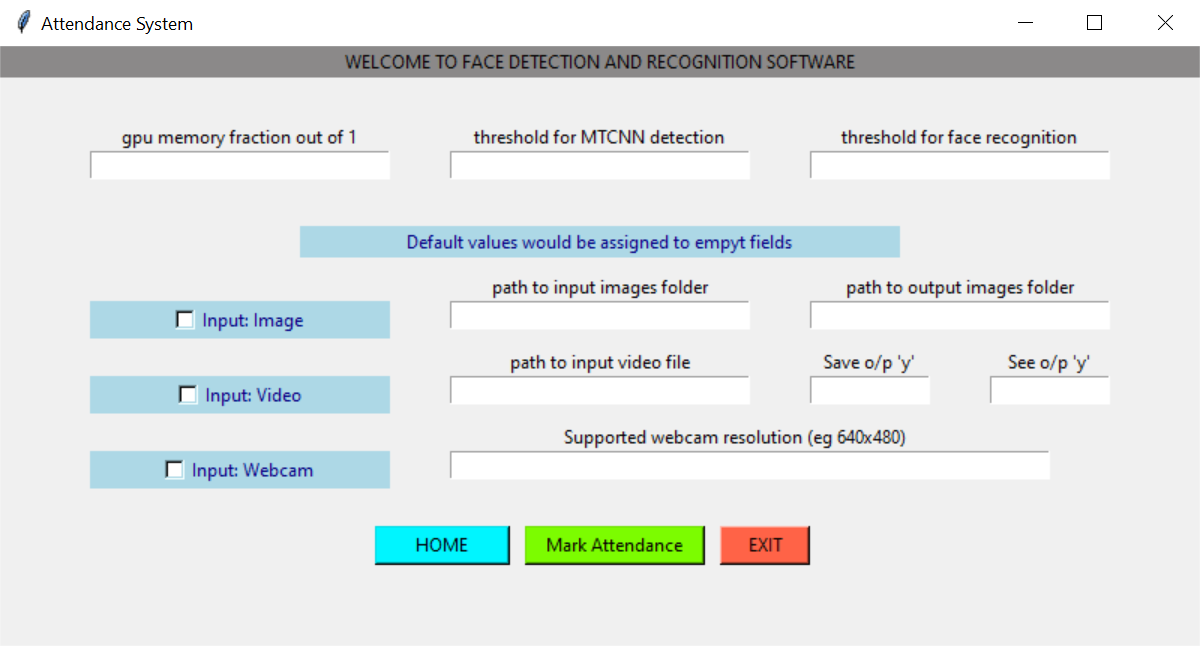 Attendance System
WELCOME TO FACE DETECTION AND RECOGNITION SOFTWARE
gpu memory fraction out of 1
threshold for MTCNN detection
threshold for face recognition
Default values would be assigned to empyt fields
path to input images folder
path to output images folder
Input: Image
path to input video file
Save o/p 'y'
See o/p 'y'
Input: Video
Supported webcam resolution (eg 640x480)
Input: Webcam
HOME
Mark Attendance
EXIT